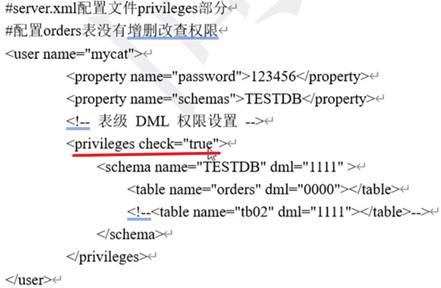 #server.xml配置文件privileges部分
#配置orders表没有增删改查权限
<user name="mycat">
<property name="password">123456</property>
<property name="schemas">TESTDB</property>
<!-- 表级 DML 权限设置 -->
<privileges check="true">
<schema name="TESTDB" dml="1111" >
<table name="orders" dml="0000"></table>
<!--<table name="tb02" dml="1111"></table>-->
</schema>
</privileges>
</user>